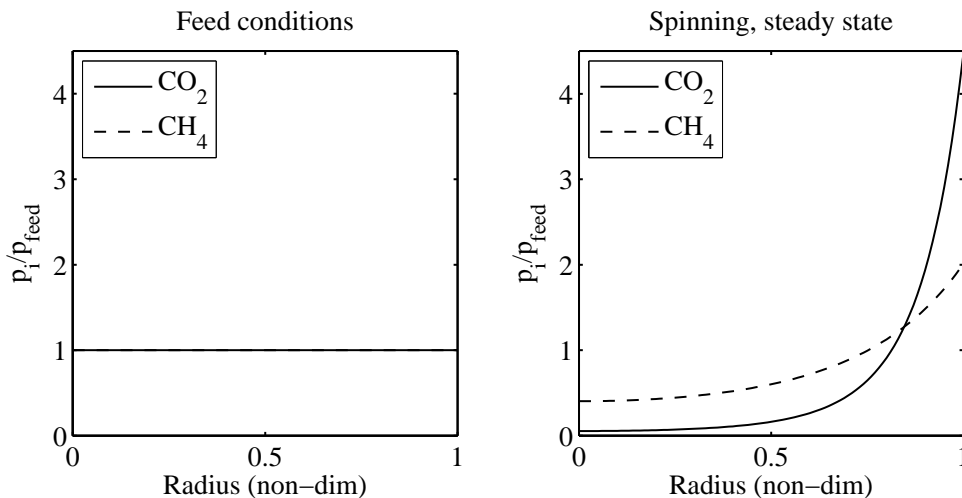 Feed conditions
CO2
CH4
4
3
2
1
0
0
0.5
1
pi/pfeed
Radius (non−dim)
Spinning, steady state
CO2
CH4
4
3
2
1
0
0
0.5
1
pi/pfeed
Radius (non−dim)